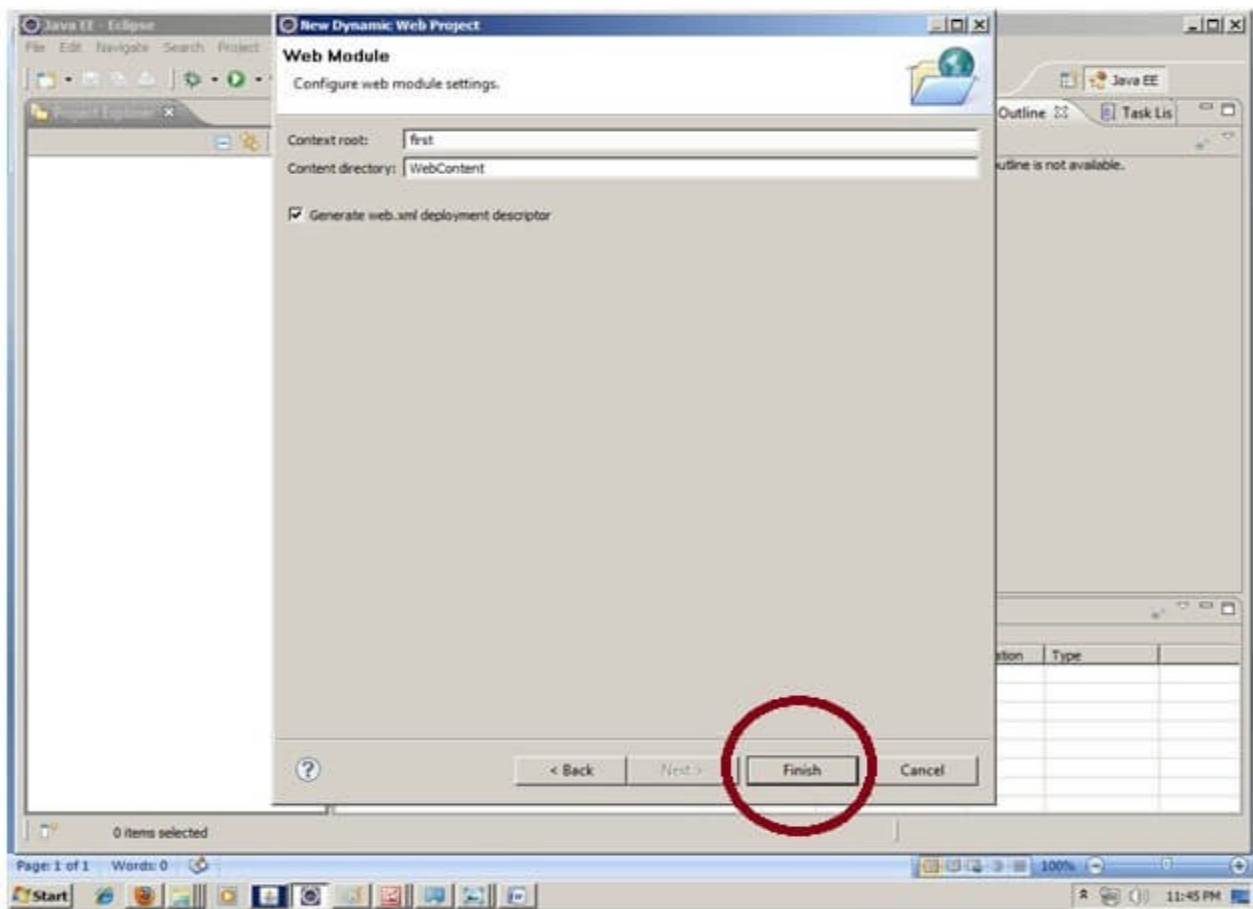 Java EE - Eclipse
File Edit Navigate Search Project
Project Explorer
New Dynamic Web Project
Web Module
Configure web module settings.
Context root: first
Content directory: WebContent
Generate web.xml deployment descriptor
< Back Next > Finish Cancel
Java EE
Outline Task Lis
utline is not available.
ation Type
0 items selected
Page: 1 of 1 Words: 0 100%
Start 11:45 PM